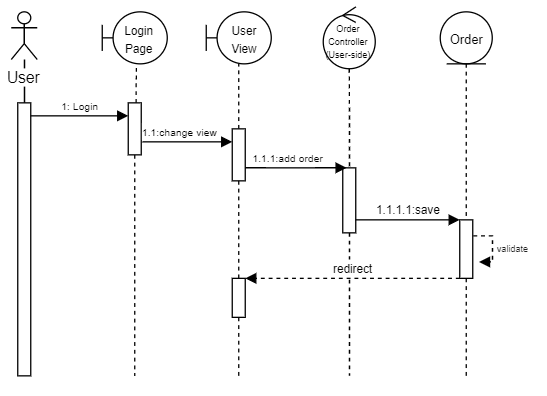 Login
Page
User
View
Order
Controller
(User-side)
Order
User
1: Login
1.1:change view
1.1.1:add order
1.1.1.1:save
validate
redirect